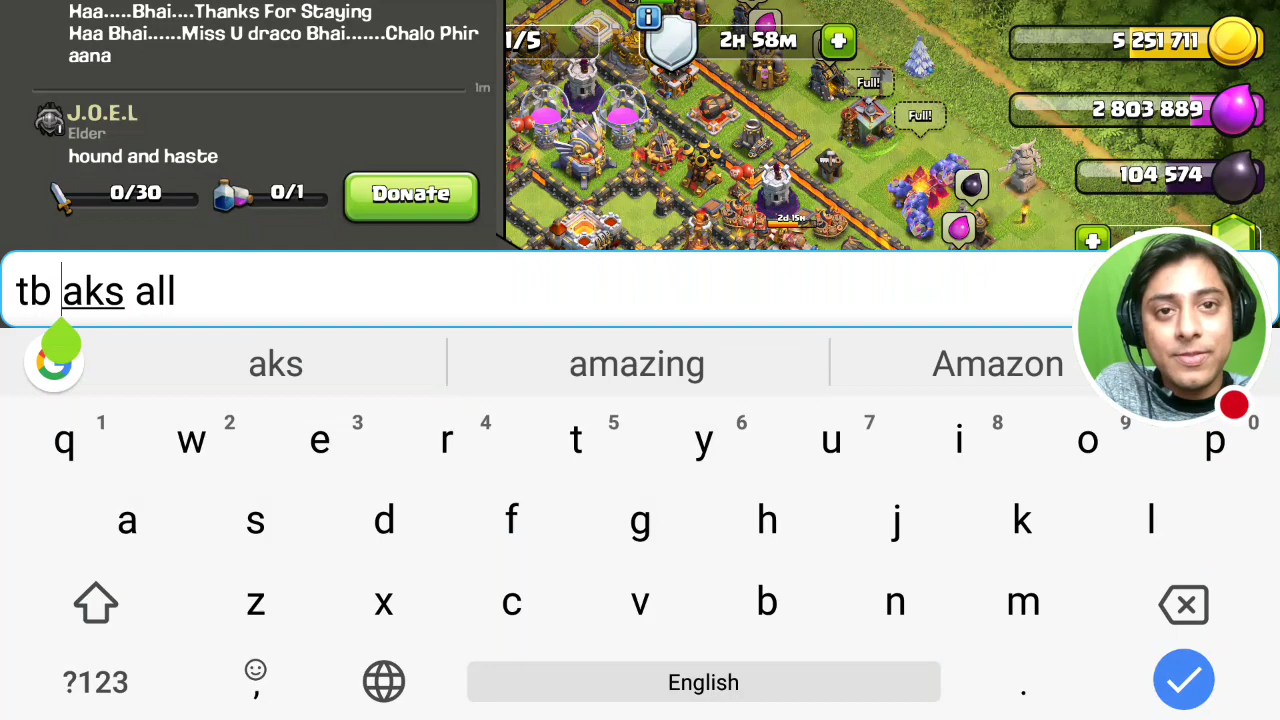 Haa.....Bhai....Thanks For Staying
Haa Bhai......Miss U draco Bhai.......Chalo Phir
aana
1m
J.O.E.L
Elder
hound and haste
0/30
0/1
Donate
1/5
2H 58M
Full!
Full!
2d 15H
5 251 711
2 803 889
104 574
tb aks all
aks
amazing
Amazon
q 1 w 2 e 3 r 4 t 5 y 6 u 7 i 8 o 9 p 0
a s d f g h j k l
z x c v b n m
?123 , English .